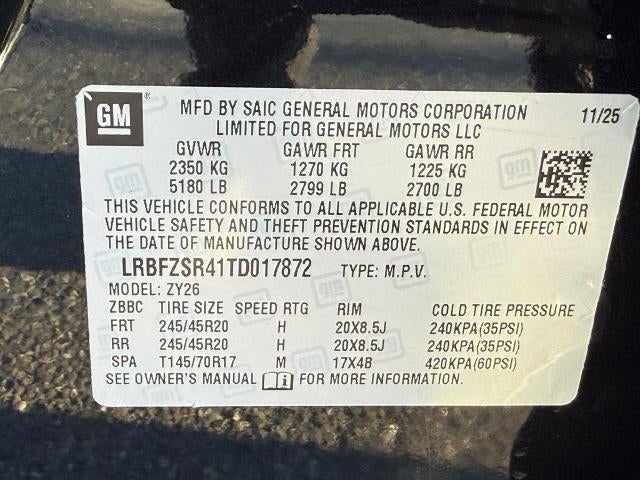 GM ®
MFD BY SAIC GENERAL MOTORS CORPORATION 11/25
LIMITED FOR GENERAL MOTORS LLC
GVWR GAWR FRT GAWR RR
2350 KG 1270 KG 1225 KG
5180 LB 2799 LB 2700 LB
THIS VEHICLE CONFORMS TO ALL APPLICABLE U.S. FEDERAL MOTOR
VEHICLE SAFETY AND THEFT PREVENTION STANDARDS IN EFFECT ON
THE DATE OF MANUFACTURE SHOWN ABOVE.
LRBFZSR41TD017872 TYPE: M.P.V.
MODEL: ZY26
ZBBC TIRE SIZE SPEED RTG RIM COLD TIRE PRESSURE
FRT 245/45R20 H 20X8.5J 240KPA(35PSI)
RR 245/45R20 H 20X8.5J 240KPA(35PSI)
SPA T145/70R17 M 17X4B 420KPA(60PSI)
SEE OWNER'S MANUAL FOR MORE INFORMATION.